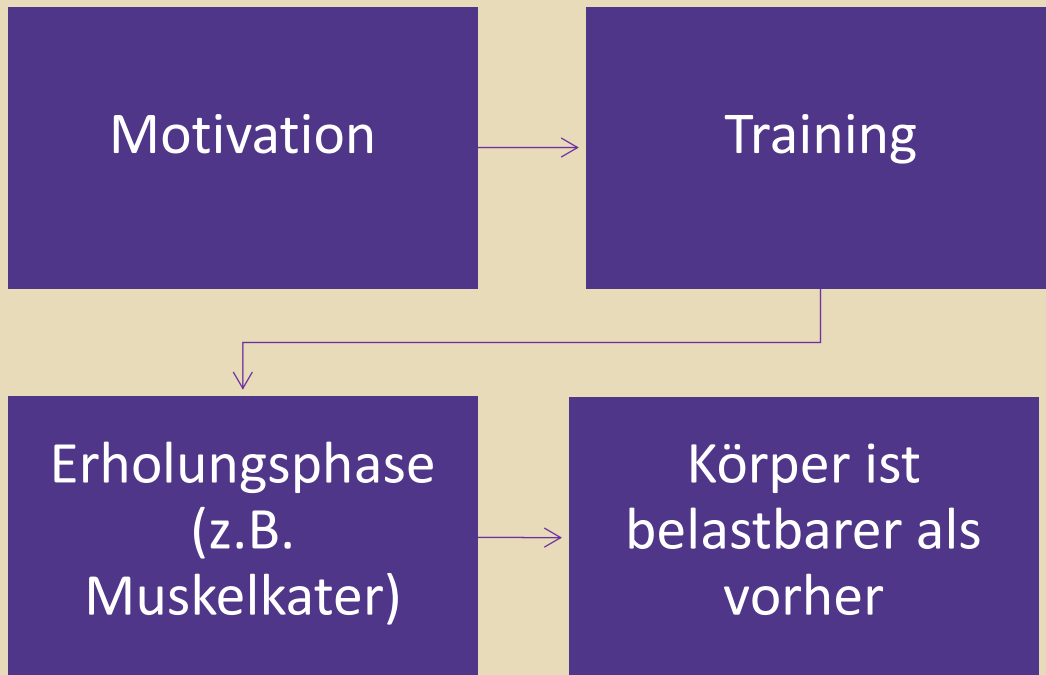 Motivation
Training
Erholungsphase
(z.B.
Muskelkater)
Körper ist
belastbarer als
vorher